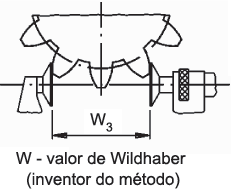 W₃
W - valor de Wildhaber
(inventor do método)